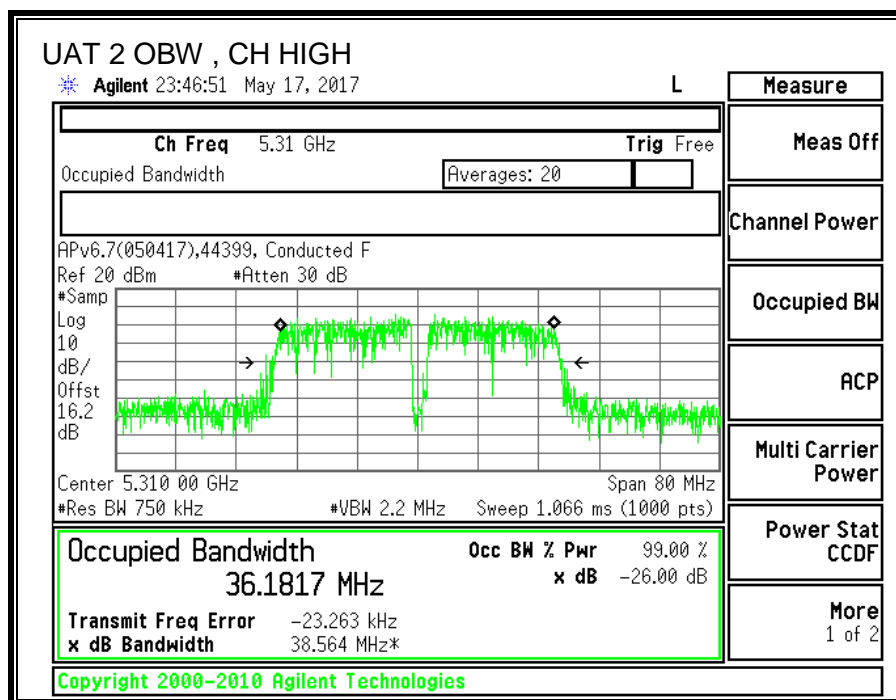 UAT 2 OBW , CH HIGH
Agilent 23:46:51 May 17, 2017 L
Measure
Ch Freq 5.31 GHz Trig Free
Meas Off
Occupied Bandwidth Averages: 20
Channel Power
APv6.7(050417),44399, Conducted F
Ref 20 dBm #Atten 30 dB
#Samp
Log
10
dB/
Offst
16.2
dB
Occupied BW
ACP
Multi Carrier
Power
Center 5.310 00 GHz Span 80 MHz
#Res BW 750 kHz #VBW 2.2 MHz Sweep 1.066 ms (1000 pts)
Power Stat
CCDF
Occupied Bandwidth Occ BW % Pwr 99.00 %
36.1817 MHz x dB -26.00 dB
Transmit Freq Error -23.263 kHz
x dB Bandwidth 38.564 MHz*
More
1 of 2
Copyright 2000-2010 Agilent Technologies